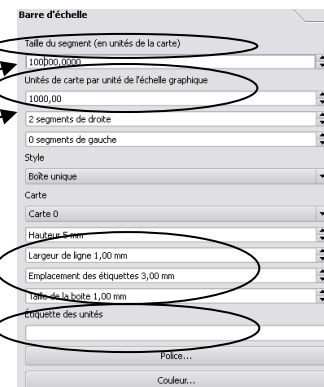 Barre d'échelle
Taille du segment (en unités de la carte)
100000,0000
Unités de carte par unité de l'échelle graphique
1000,00
2 segments de droite
0 segments de gauche
Style
Boîte unique
Carte
Carte 0
Hauteur 5 mm
Largeur de ligne 1,00 mm
Emplacement des étiquettes 3,00 mm
Taille de la boite 1,00 mm
Étiquette des unités
Police...
Couleur...